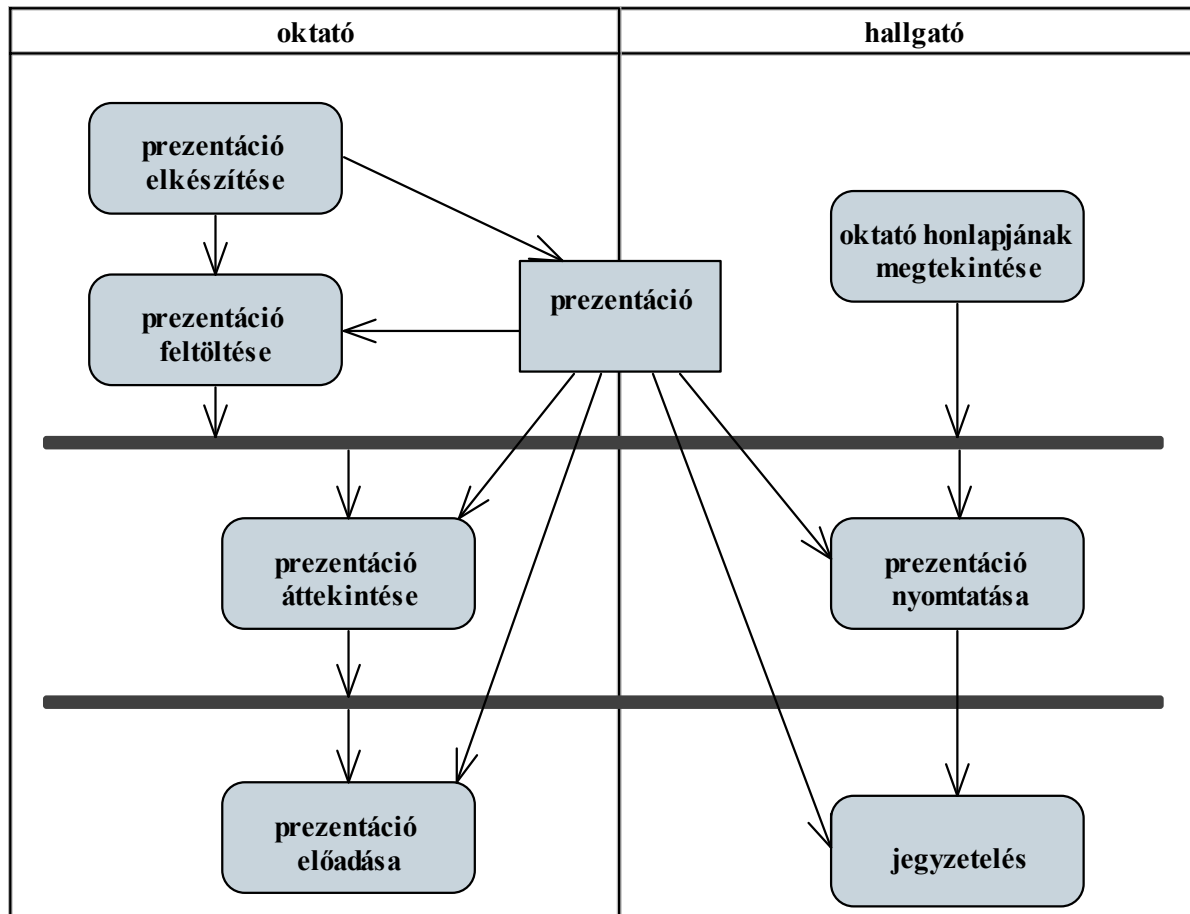 oktató
hallgató
prezentáció
elkészítése
oktató honlapjának
megtekintése
prezentáció
prezentáció
feltöltése
prezentáció
áttekintése
prezentáció
nyomtatása
prezentáció
előadása
jegyzetelés